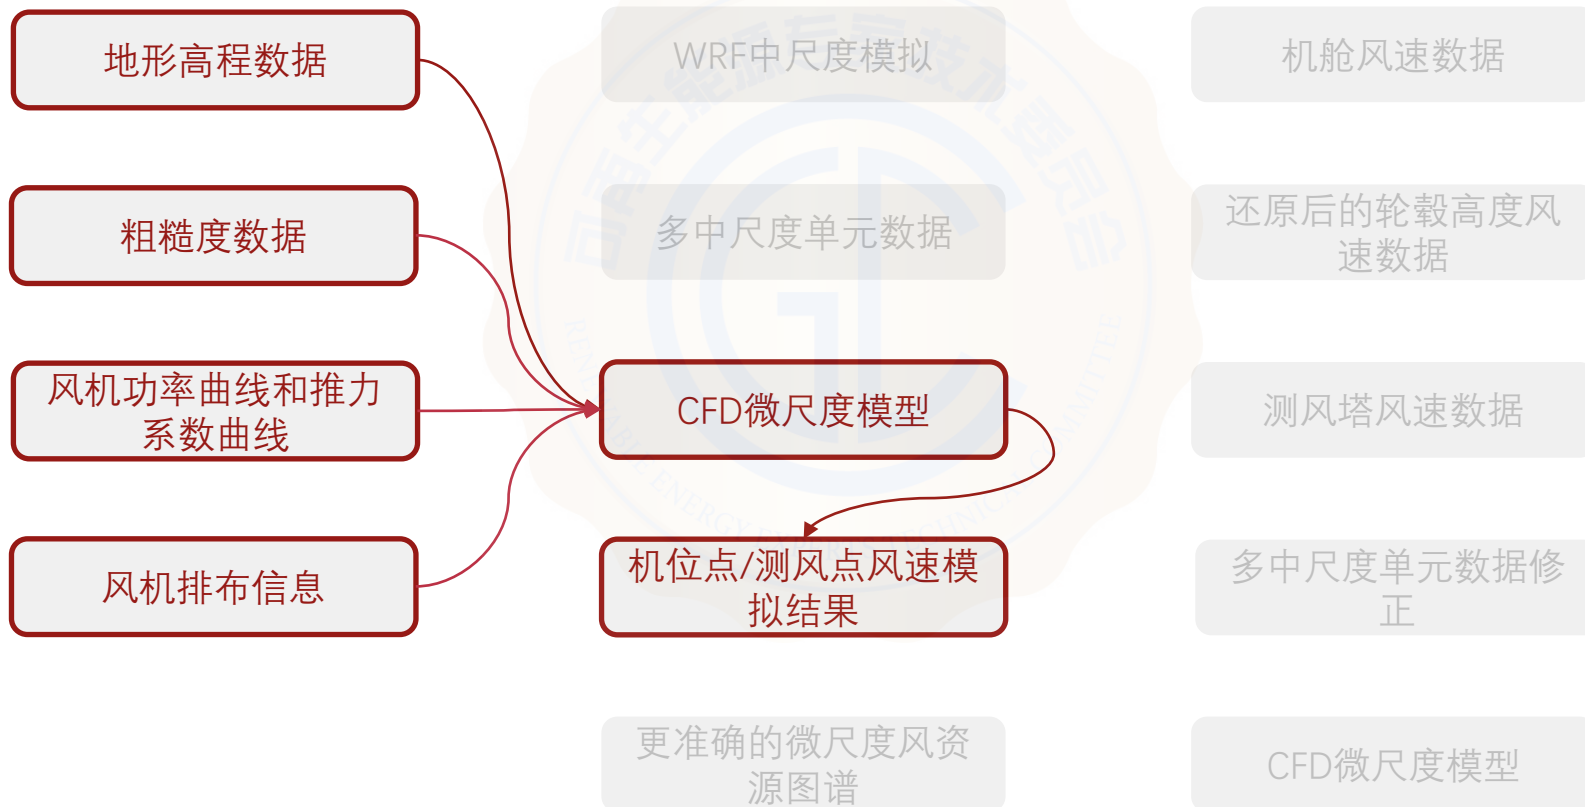 地形高程数据
WRF中尺度模拟
机舱风速数据
粗糙度数据
多中尺度单元数据
还原后的轮毂高度风
速数据
风机功率曲线和推力
系数曲线
CFD微尺度模型
测风塔风速数据
风机排布信息
机位点/测风点风速模
拟结果
多中尺度单元数据修
正
更准确的微尺度风资
源图谱
CFD微尺度模型